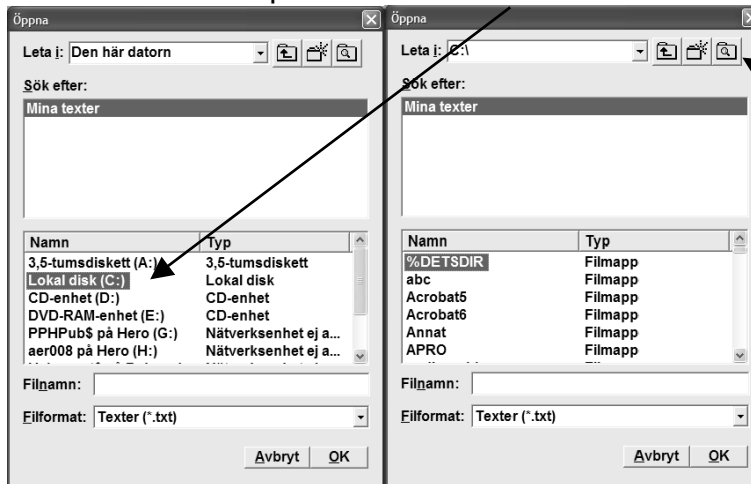 Öppna
Leta i: Den här datorn
Sök efter:
Mina texter
Namn Typ
3,5-tumsdiskett (A:) 3,5-tumsdiskett
Lokal disk (C:) Lokal disk
CD-enhet (D:) CD-enhet
DVD-RAM-enhet (E:) CD-enhet
PPHPub$ på Hero (G:) Nätverksenhet ej a...
aer008 på Hero (H:) Nätverksenhet ej a...
Filnamn:
Filformat: Texter (*.txt)
Avbryt OK
Öppna
Leta i: C:\
Sök efter:
Mina texter
Namn Typ
%DETSDIR Filmapp
abc Filmapp
Acrobat5 Filmapp
Acrobat6 Filmapp
Annat Filmapp
APRO Filmapp
Filnamn:
Filformat: Texter (*.txt)
Avbryt OK